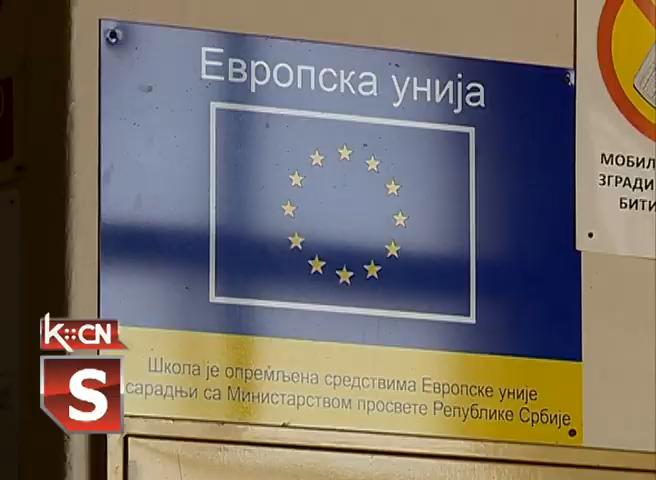 Европска унија
МОБИЛ
ЗГРАДИ
БИТИ
Школа је опремљена средствима Европске уније
сарадњи са Министарством просвете Републике Србије
K::CN
S